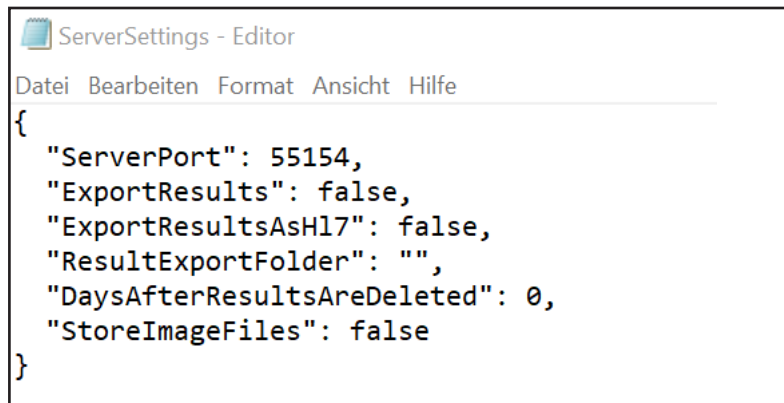 ServerSettings - Editor
Datei Bearbeiten Format Ansicht Hilfe
{
"ServerPort": 55154,
"ExportResults": false,
"ExportResultsAsHl7": false,
"ResultExportFolder": "",
"DaysAfterResultsAreDeleted": 0,
"StoreImageFiles": false
}